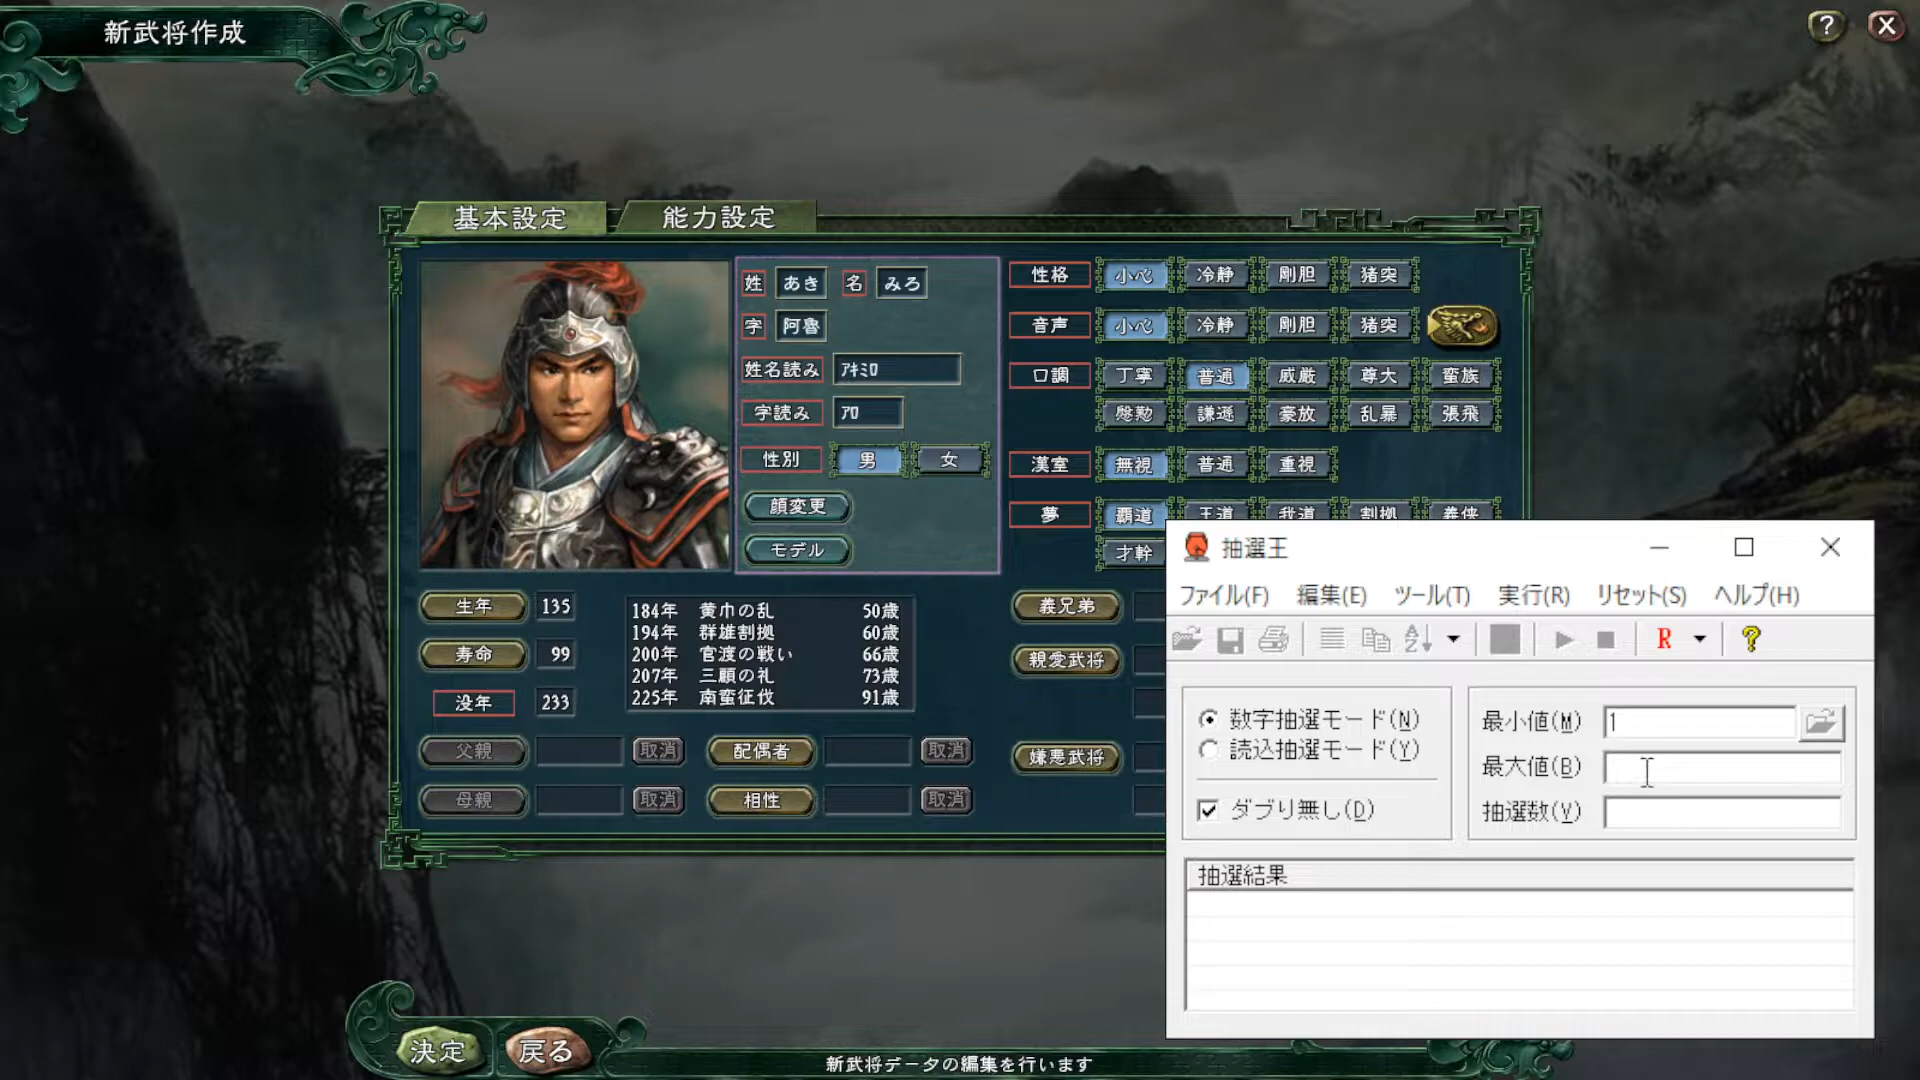 新武将作成
?
基本設定 能力設定
姓 あき 名 みろ
字 阿魯
姓名読み ｱｷﾐﾛ
字読み ｱﾛ
性別 男 女
顔変更
モデル
性格 小心 冷静 剛胆 猪突
音声 小心 冷静 剛胆 猪突
口調 丁寧 普通 威厳 尊大 蛮族
慇懃 謙遜 豪放 乱暴 張飛
漢室 無視 普通 重視
夢 覇道 王道 我道 割拠 義侠
才幹
生年 135
寿命 99
没年 233
184年 黄巾の乱 50歳
194年 群雄割拠 60歳
200年 官渡の戦い 66歳
207年 三顧の礼 73歳
225年 南蛮征伐 91歳
父親 取消 配偶者 取消
母親 取消 相性 取消
義兄弟
親愛武将
嫌悪武将
抽選王
ファイル(F) 編集(E) ツール(T) 実行(R) リセット(S) ヘルプ(H)
R
数字抽選モード(N)
読込抽選モード(Y)
ダブり無し(D)
最小値(M) 1
最大値(B)
抽選数(V)
抽選結果
決定 戻る
新武将データの編集を行います